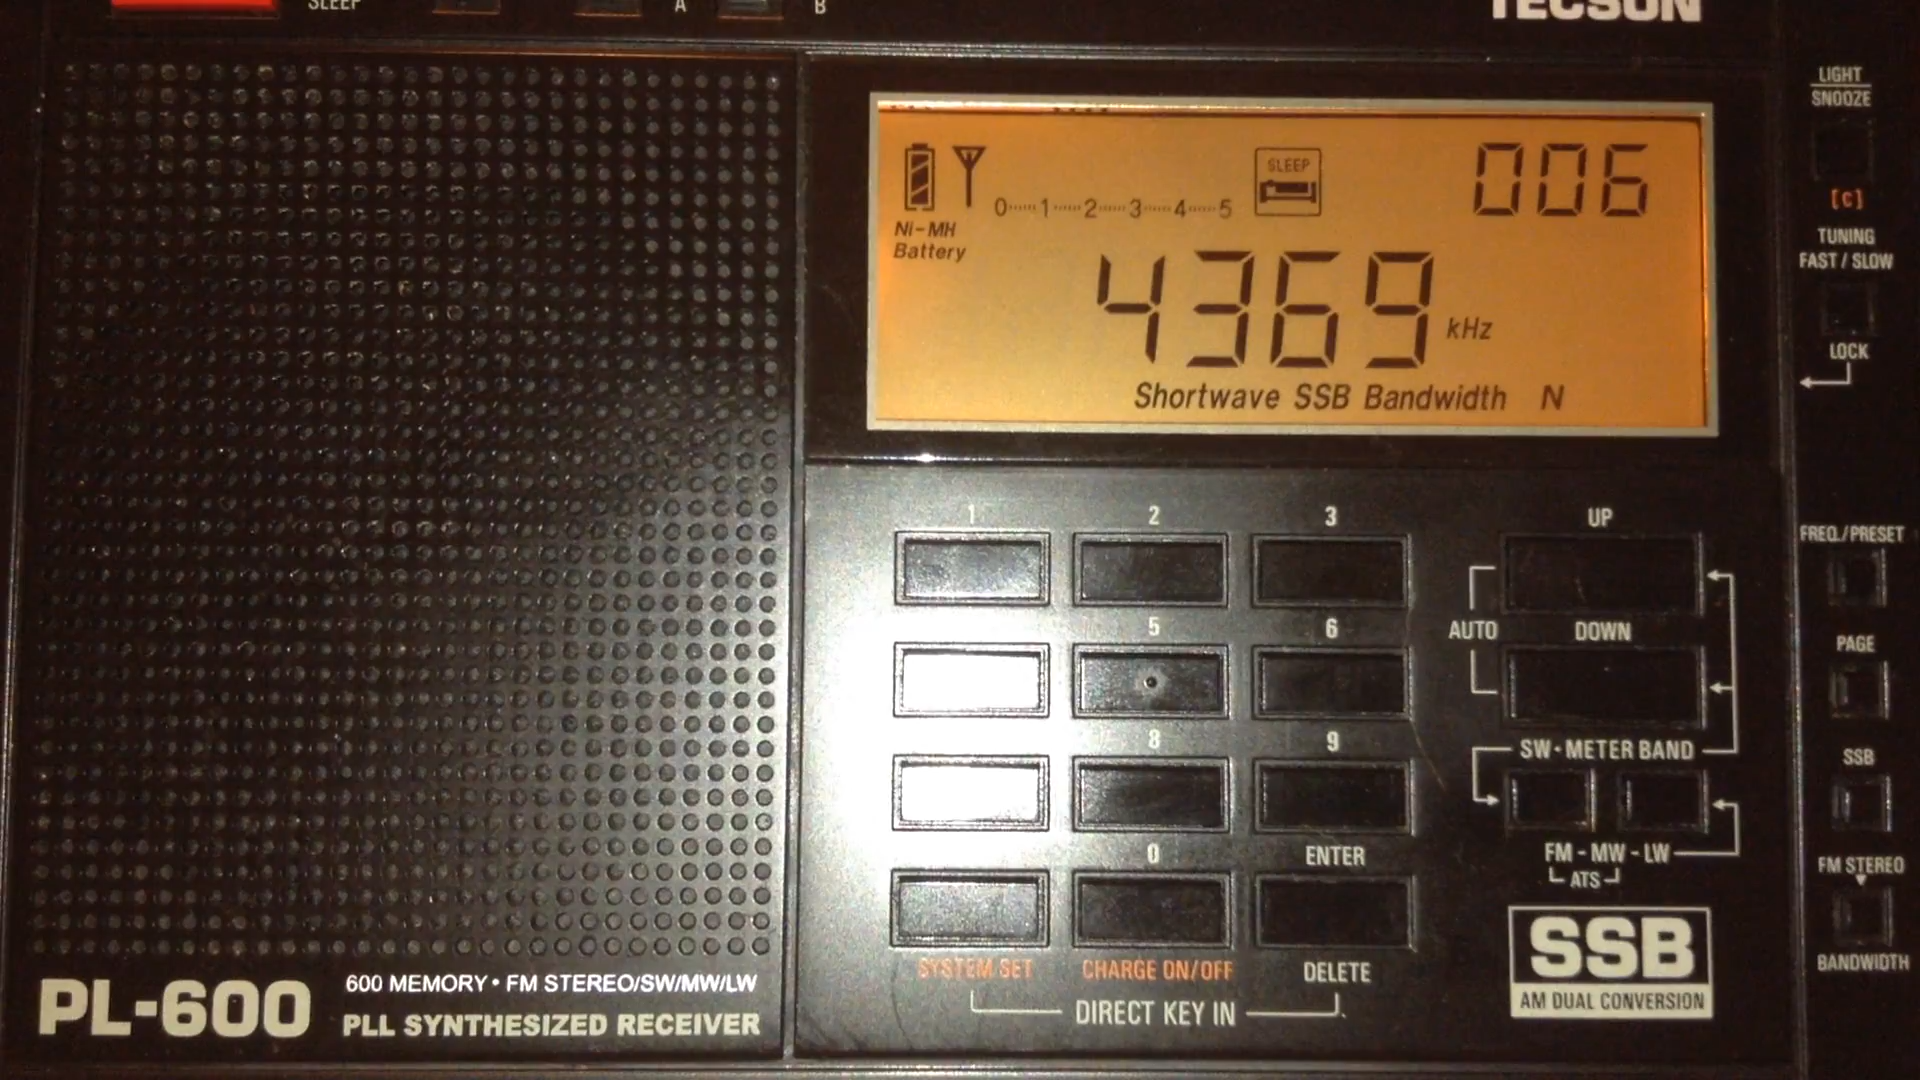 SLEEP
A
B
TECSUN
LIGHT
SNOOZE
SLEEP
006
0 1 2 3 4 5
[C]
Ni-MH
Battery
TUNING
FAST / SLOW
4369 kHz
LOCK
Shortwave SSB Bandwidth N
1 2 3 UP
FREQ./PRESET
5 6 AUTO DOWN
PAGE
8 9 SW·METER BAND
SSB
0 ENTER FM - MW - LW
FM STEREO
ATS
SSB
SYSTEM SET CHARGE ON/OFF DELETE
BANDWIDTH
AM DUAL CONVERSION
DIRECT KEY IN
PL-600
600 MEMORY • FM STEREO/SW/MW/LW
PLL SYNTHESIZED RECEIVER